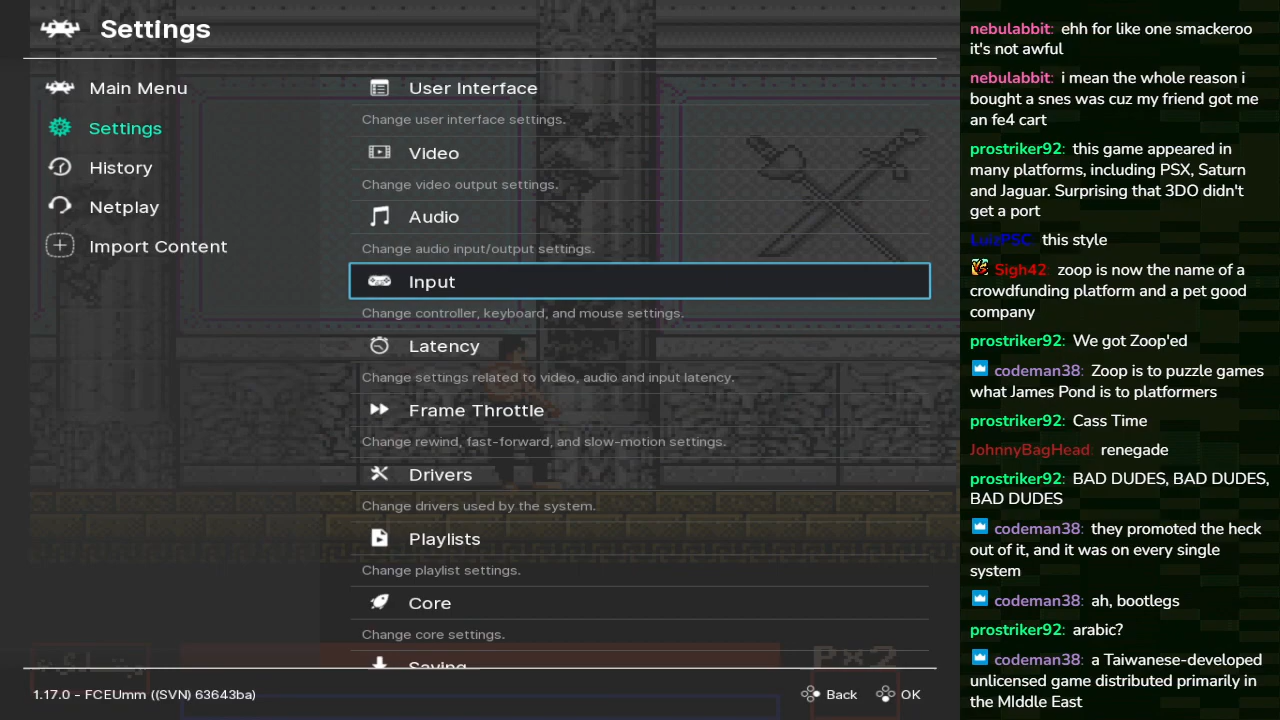 Settings
Main Menu
Settings
History
Netplay
Import Content
User Interface
Change user interface settings.
Video
Change video output settings.
Audio
Change audio input/output settings.
Input
Change controller, keyboard, and mouse settings.
Latency
Change settings related to video, audio and input latency.
Frame Throttle
Change rewind, fast-forward, and slow-motion settings.
Drivers
Change drivers used by the system.
Playlists
Change playlist settings.
Core
Change core settings.
Saving
P×2
1.17.0 - FCEUmm ((SVN) 63643ba)
Back
OK
nebulabbit: ehh for like one smackeroo
it's not awful
nebulabbit: i mean the whole reason i
bought a snes was cuz my friend got me
an fe4 cart
prostriker92: this game appeared in
many platforms, including PSX, Saturn
and Jaguar. Surprising that 3DO didn't
get a port
LuizPSC: this style
Sigh42: zoop is now the name of a
crowdfunding platform and a pet good
company
prostriker92: We got Zoop'ed
codeman38: Zoop is to puzzle games
what James Pond is to platformers
prostriker92: Cass Time
JohnnyBagHead: renegade
prostriker92: BAD DUDES, BAD DUDES,
BAD DUDES
codeman38: they promoted the heck
out of it, and it was on every single
system
codeman38: ah, bootlegs
prostriker92: arabic?
codeman38: a Taiwanese-developed
unlicensed game distributed primarily in
the MIddle East